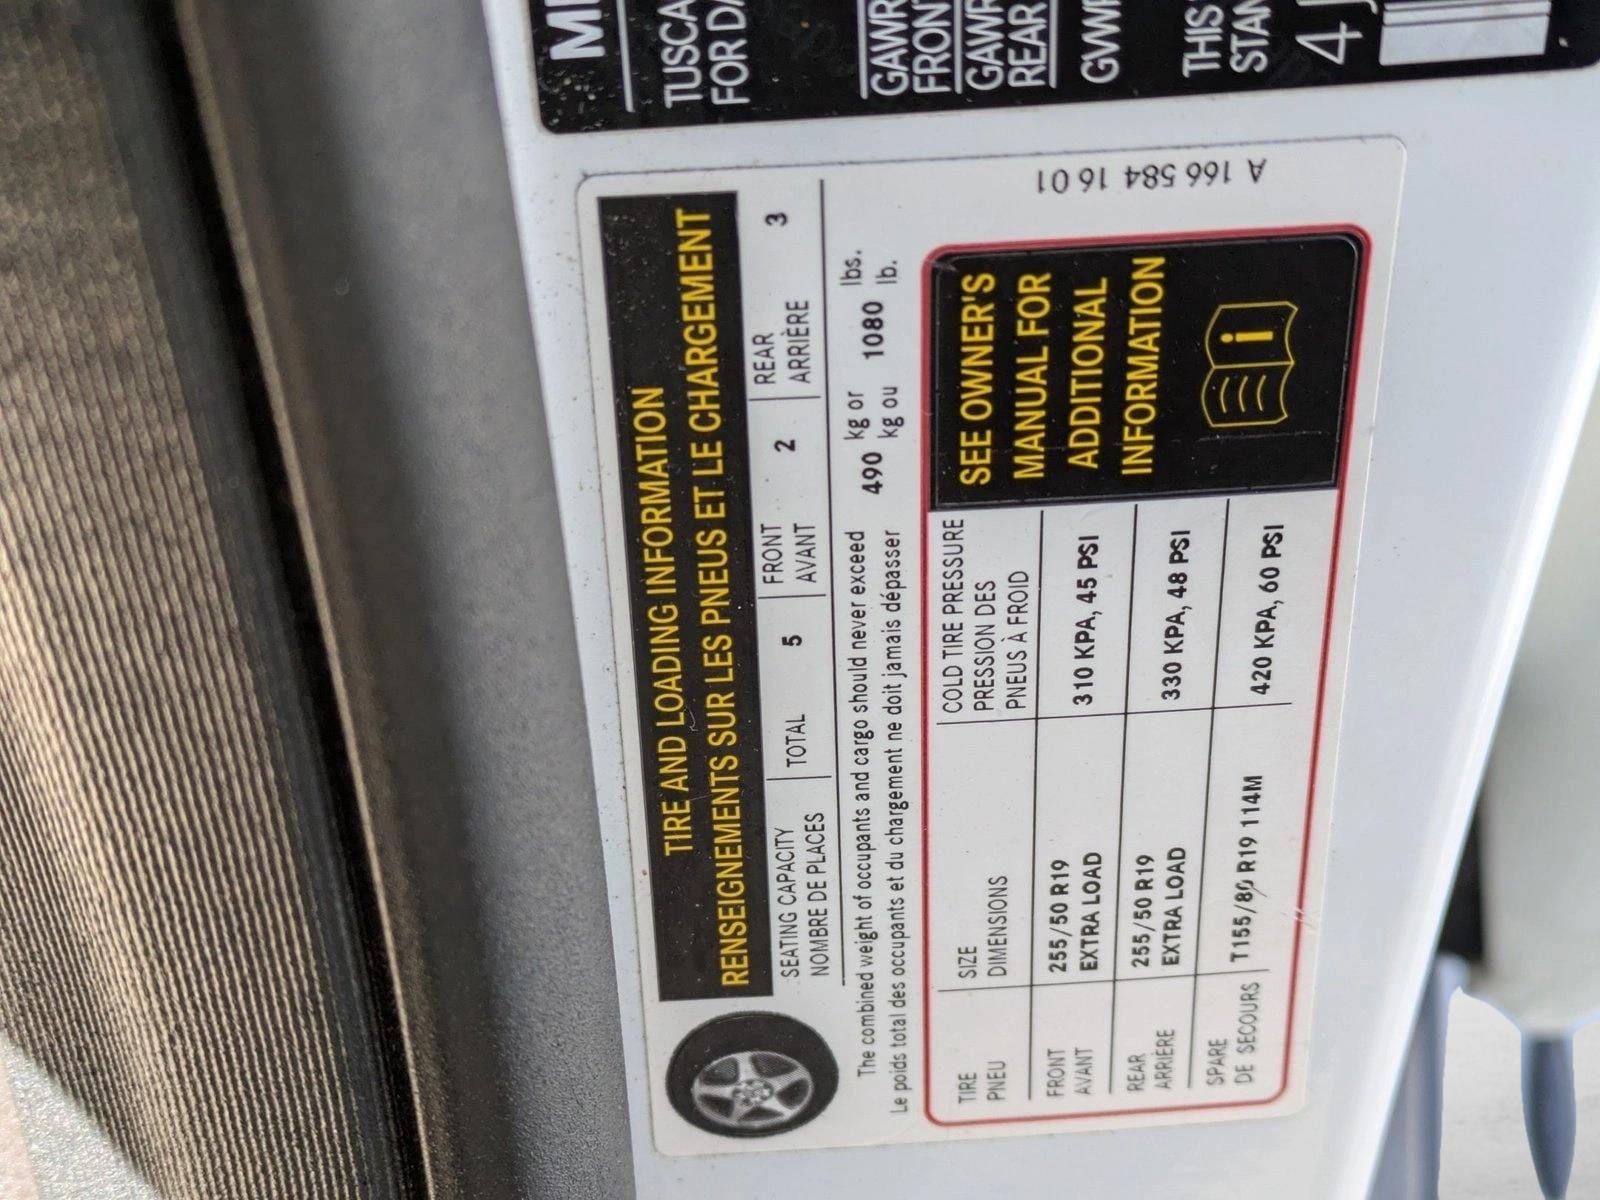 TUSCA
FOR DA
GAWR
FRONT
GAWR
REAR
GVWR
THIS
STAN
4 J
TIRE AND LOADING INFORMATION
RENSEIGNEMENTS SUR LES PNEUS ET LE CHARGEMENT
SEATING CAPACITY TOTAL 5 FRONT 2 REAR 3
NOMBRE DE PLACES AVANT ARRIÈRE
The combined weight of occupants and cargo should never exceed 490 kg or 1080 lbs.
Le poids total des occupants et du chargement ne doit jamais dépasser kg ou lb.
TIRE SIZE COLD TIRE PRESSURE
PNEU DIMENSIONS PRESSION DES
PNEUS À FROID
FRONT 255/50 R19 310 KPA, 45 PSI
AVANT EXTRA LOAD
REAR 255/50 R19 330 KPA, 48 PSI
ARRIÈRE EXTRA LOAD
SPARE T155/80 R19 114M 420 KPA, 60 PSI
DE SECOURS
SEE OWNER'S
MANUAL FOR
ADDITIONAL
INFORMATION
i
A 166 584 16 01